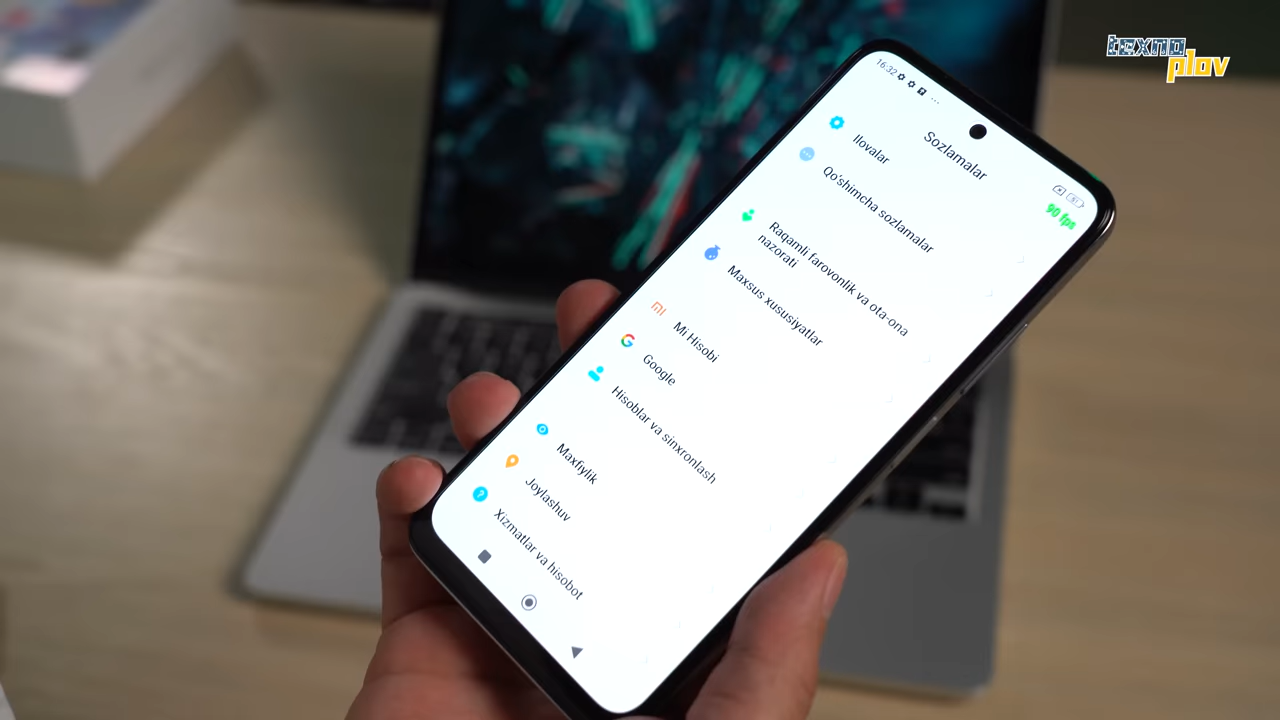 texno
plov
16:32
90 fps
Sozlamalar
Ilovalar
Qo'shimcha sozlamalar
Raqamli farovonlik va ota-ona
nazorati
Maxsus xususiyatlar
Mi Hisobi
Google
Hisoblar va sinxronlash
Maxfiylik
Joylashuv
Xizmatlar va hisobot